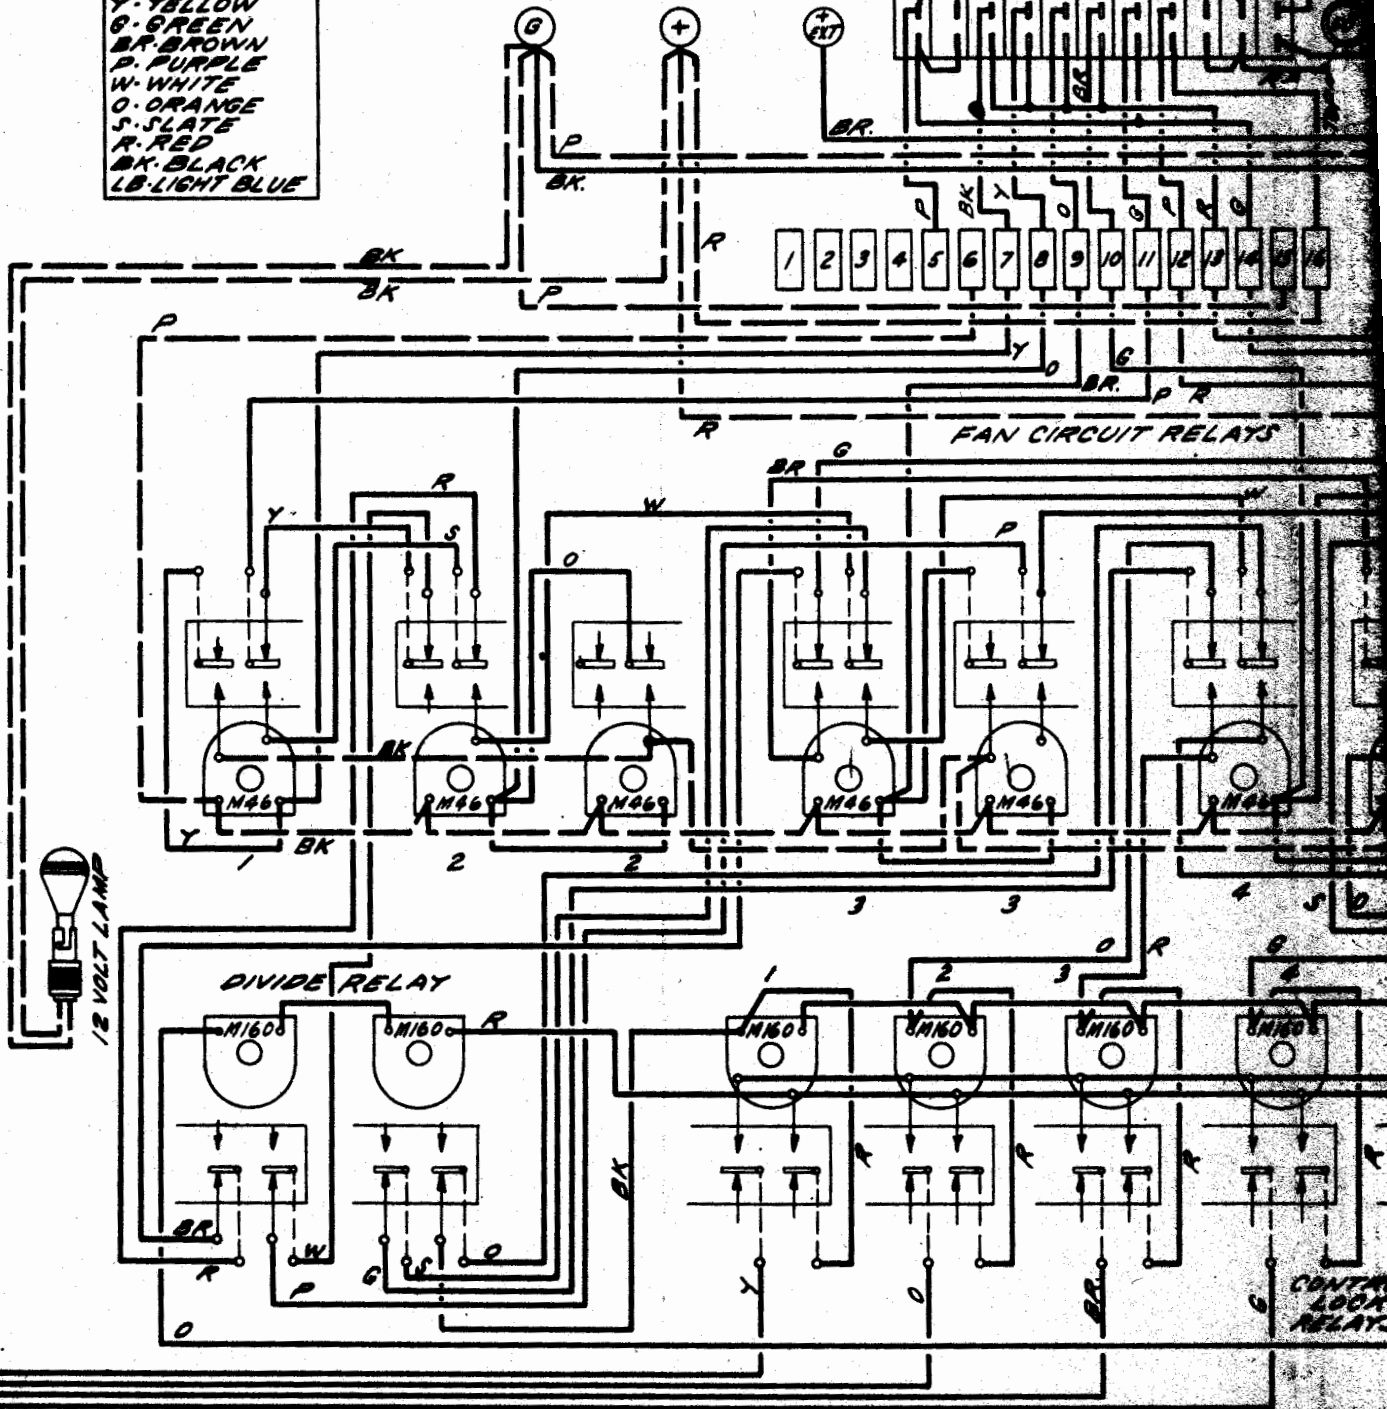 Y-YELLOW
G-GREEN
BR-BROWN
P-PURPLE
W-WHITE
O-ORANGE
S-SLATE
R-RED
BK-BLACK
LB-LIGHT BLUE
G
+
+ EXT
BR
BR.
P
BK.
P BK Y O G P R G
R
1 2 3 4 5 6 7 8 9 10 11 12 13 14 15 16
BK
BK
P
P
Y
O
G
BR.
P
R
R
FAN CIRCUIT RELAYS
G
BR
R
W
W
Y
S
P
O
BK
M46 M46 M46 M46 M46 M46
Y
BK
1 2 2 3 3 4
S O
12 VOLT LAMP
O R G
DIVIDE RELAY
1 2 3 4
M160 M160 R M160 M160 M160 M160
BK R R R R
BR.
R
W
P
G
S
O
Y O BR. G
O
RELAYS